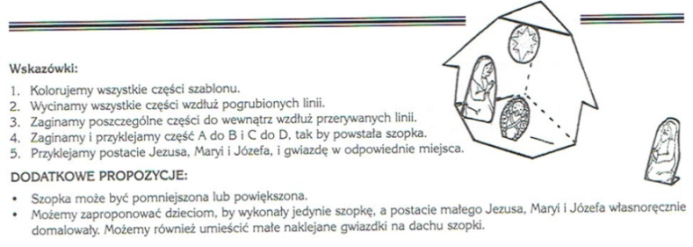 Wskazówki:
1. Kolorujemy wszystkie części szablonu.
2. Wycinamy wszystkie części wzdłuż pogrubionych linii.
3. Zaginamy poszczególne części do wewnątrz wzdłuż przerywanych linii.
4. Zaginamy i przyklejamy część A do B i C do D, tak by powstała szopka.
5. Przyklejamy postacie Jezusa, Maryi i Józefa, i gwiazdę w odpowiednie miejsca.
DODATKOWE PROPOZYCJE:
• Szopka może być pomniejszona lub powiększona.
• Możemy zaproponować dzieciom, by wykonały jedynie szopkę, a postacie małego Jezusa, Maryi i Józefa własnoręcznie
domalowały. Możemy również umieścić małe naklejane gwiazdki na dachu szopki.